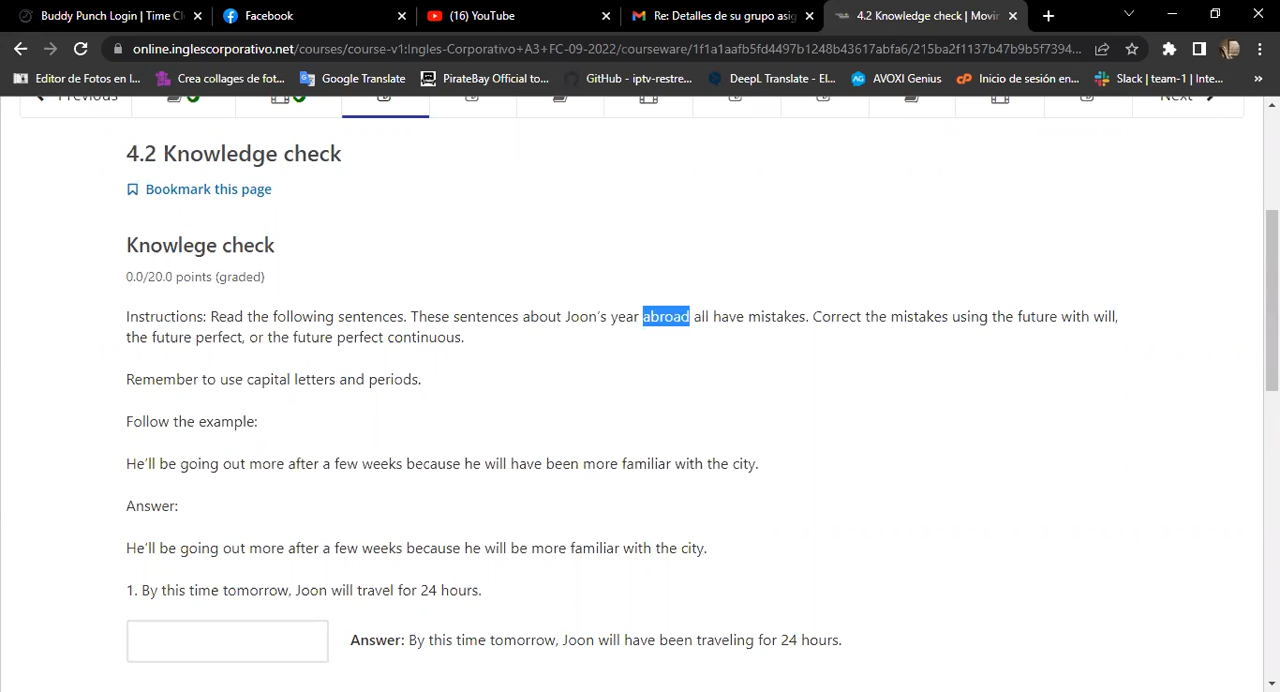 Buddy Punch Login | Time Cl
Facebook
(16) YouTube
Re: Detalles de su grupo asig
4.2 Knowledge check | Movin
online.inglescorporativo.net/courses/course-v1:Ingles-Corporativo+A3+FC-09-2022/courseware/1f1a1aafb5fd4497b1248b43617abfa6/215ba2f1137b47b9b5f7394...
Editor de Fotos en l...
Crea collages de fot...
Google Translate
PirateBay Official to...
GitHub - iptv-restre...
DeepL Translate - El...
AVOXI Genius
Inicio de sesión en...
Slack | team-1 | Inte...
»
Previous
Next
4.2 Knowledge check
Bookmark this page
Knowlege check
0.0/20.0 points (graded)
Instructions: Read the following sentences. These sentences about Joon's year abroad all have mistakes. Correct the mistakes using the future with will,
the future perfect, or the future perfect continuous.
Remember to use capital letters and periods.
Follow the example:
He'll be going out more after a few weeks because he will have been more familiar with the city.
Answer:
He'll be going out more after a few weeks because he will be more familiar with the city.
1. By this time tomorrow, Joon will travel for 24 hours.
Answer: By this time tomorrow, Joon will have been traveling for 24 hours.